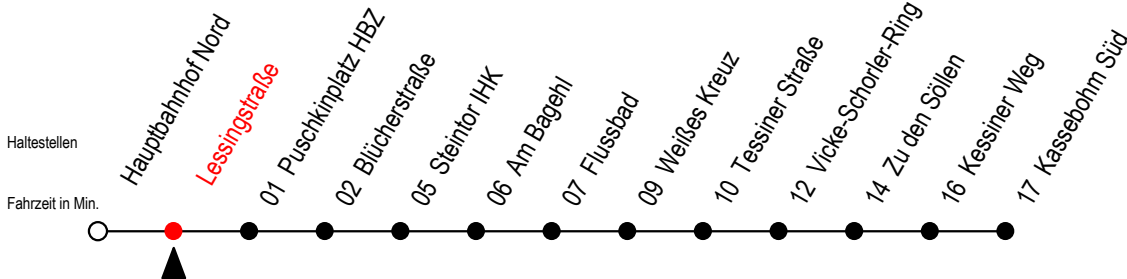 Haltestellen
Fahrzeit in Min.
Hauptbahnhof Nord
Lessingstraße
01 Puschkinplatz HBZ
02 Blücherstraße
05 Steintor IHK
06 Am Bagehl
07 Flussbad
09 Weißes Kreuz
10 Tessiner Straße
12 Vicke-Schorler-Ring
14 Zu den Söllen
16 Kessiner Weg
17 Kassebohm Süd